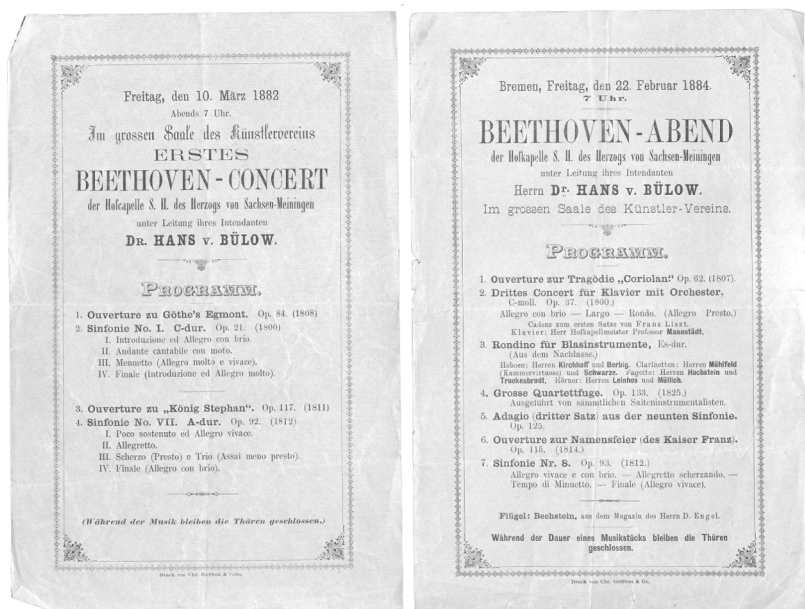 Freitag, den 10. März 1882
Abends 7 Uhr.
Im grossen Saale des Künstlervereins
ERSTES
BEETHOVEN-CONCERT
der Hofcapelle S. H. des Herzogs von Sachsen-Meiningen
unter Leitung ihres Intendanten
DR. HANS v. BÜLOW.
PROGRAMM.
1. Ouverture zu Göthe's Egmont. Op. 84. (1808)
2. Sinfonie No. I. C-dur. Op. 21. (1800)
I. Introduzione ed Allegro con brio.
II. Andante cantabile con moto.
III. Menuetto (Allegro molto e vivace).
IV. Finale (Introduzione ed Allegro molto).
3. Ouverture zu „König Stephan". Op. 117. (1811)
4. Sinfonie No. VII. A-dur. Op. 92. (1812)
I. Poco sostenuto ed Allegro vivace.
II. Allegretto.
III. Scherzo (Presto) e Trio (Assai meno presto).
IV. Finale (Allegro con brio).
(Während der Musik bleiben die Thüren geschlossen.)
Druck von Chr. Geffken
Bremen, Freitag, den 22. Februar 1884.
7 Uhr.
BEETHOVEN-ABEND
der Hofkapelle S. H. des Herzogs von Sachsen-Meiningen
unter Leitung ihres Intendanten
Herrn Dr. HANS v. BÜLOW.
Im grossen Saale des Künstler-Vereins.
PROGRAMM.
1. Ouverture zur Tragödie „Coriolan!" Op. 62. (1807).
2. Drittes Concert für Klavier mit Orchester,
C-moll. Op. 37. (1800.)
Allegro con brio — Largo — Rondo. (Allegro Presto.)
Cadenz zum ersten Satze von Franz Liszt.
Klavier: Herr Hofkapellmeister Professor Mannstädt.
3. Rondino für Blasinstrumente, Es-dur.
(Aus dem Nachlasse.)
Hoboen: Herren Kirchhoff und Berbig. Clarinetten: Herren Mühlfeld
(Kammervirtuose) und Schwarze. Fagotte: Herren Hochstein und
Truckenbrodt. Hörner: Herren Leinhos und Müllich.
4. Grosse Quartettfuge. Op. 133. (1825.)
Ausgeführt von sämmtlichen Saiteninstrumentalisten.
5. Adagio (dritter Satz) aus der neunten Sinfonie.
Op. 125.
6. Ouverture zur Namensfeier (des Kaiser Franz).
Op. 115. (1814.)
7. Sinfonie Nr. 8. Op. 93. (1812.)
Allegro vivace e con brio. — Allegretto scherzando. —
Tempo di Minuetto. — Finale (Allegro vivace).
Flügel: Bechstein, aus dem Magazin des Herrn D. Engel.
Während der Dauer eines Musikstücks bleiben die Thüren
geschlossen.
Druck von Chr. Geffken & Co.